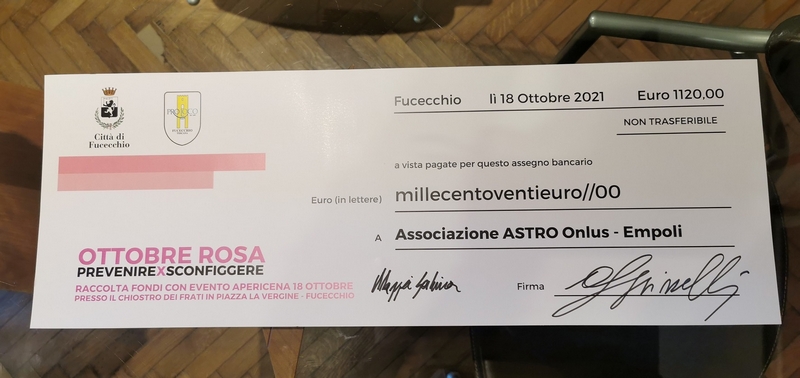 Città di
Fucecchio
PRO LOCO
Fucecchio lì 18 Ottobre 2021 Euro 1120,00
NON TRASFERIBILE
a vista pagate per questo assegno bancario
Euro (in lettere) millecentoventieuro//00
A Associazione ASTRO Onlus - Empoli
OTTOBRE ROSA
PREVENIREXSCONFIGGERE
RACCOLTA FONDI CON EVENTO APERICENA 18 OTTOBRE
PRESSO IL CHIOSTRO DEI FRATI IN PIAZZA LA VERGINE - FUCECCHIO
Firma